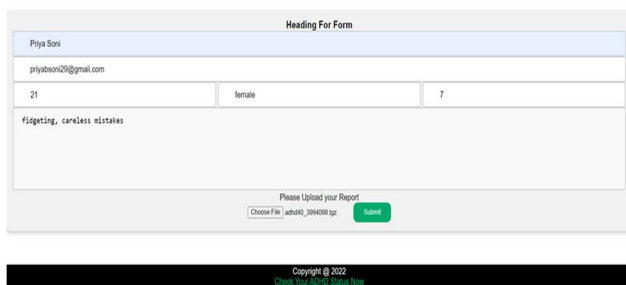 Heading For Form
Priya Soni
priyabsoni29@gmail.com
21 female 7
fidgeting, careless mistakes
Please Upload your Report
Choose File adhd40_3994098.tgz Submit
Copyright @ 2022
Check Your ADHD Status Now